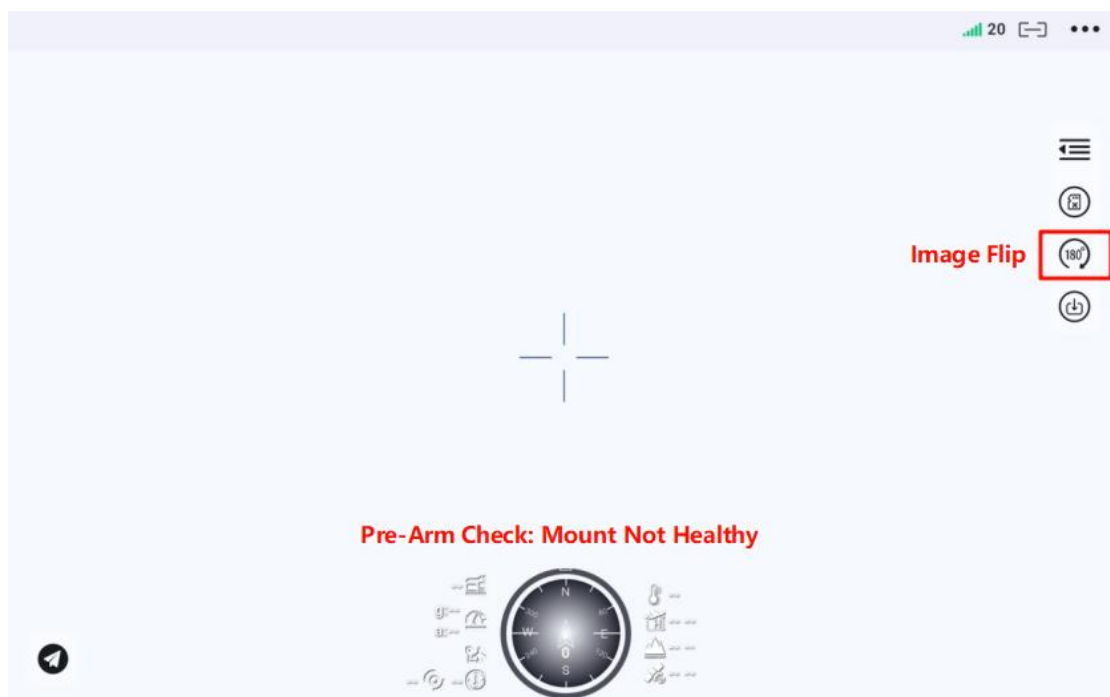 20
180°
Image Flip
Pre-Arm Check: Mount Not Healthy
--
--
g:--
a:--
--
--
--
--
--
--
N
W
E
S
0